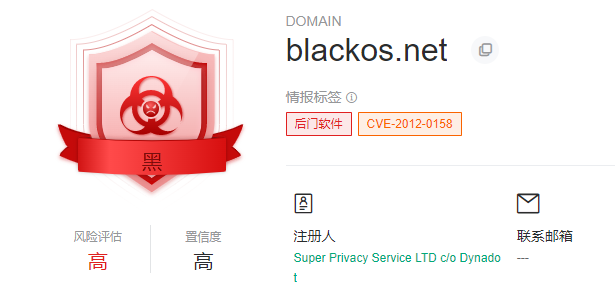 DOMAIN
blackos.net
情报标签
后门软件 CVE-2012-0158
黑
风险评估 置信度
高 高
注册人 联系邮箱
Super Privacy Service LTD c/o Dynado ---
t